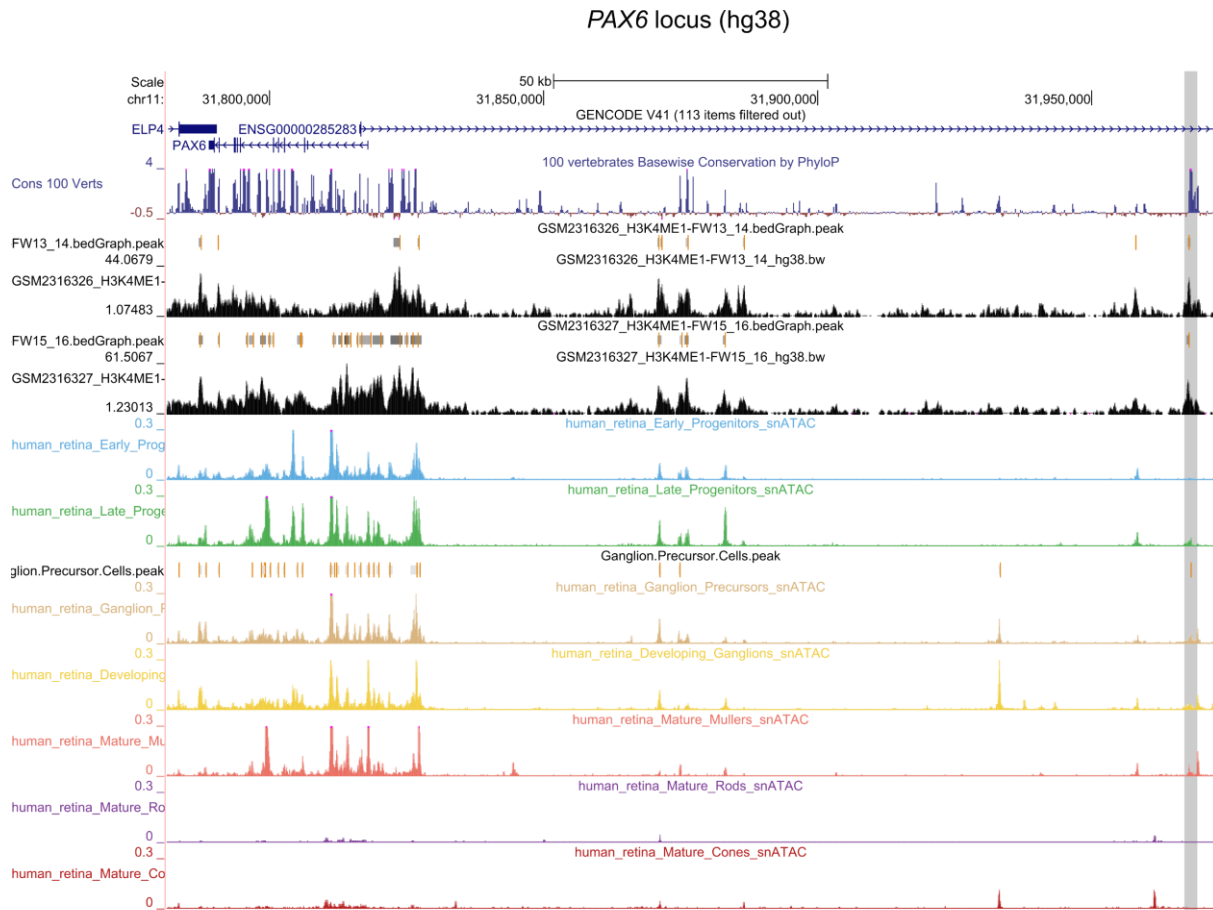 PAX6 locus (hg38)
Scale 50 kb
chr11: 31,800,000 31,850,000 31,900,000 31,950,000
GENCODE V41 (113 items filtered out)
ELP4 ENSG00000285283
PAX6
4 100 vertebrates Basewise Conservation by PhyloP
Cons 100 Verts
-0.5
GSM2316326_H3K4ME1-FW13_14.bedGraph.peak
FW13_14.bedGraph.peak
44.0679 GSM2316326_H3K4ME1-FW13_14_hg38.bw
GSM2316326_H3K4ME1-
1.07483
GSM2316327_H3K4ME1-FW15_16.bedGraph.peak
FW15_16.bedGraph.peak
61.5067 GSM2316327_H3K4ME1-FW15_16_hg38.bw
GSM2316327_H3K4ME1-
1.23013
0.3 human_retina_Early_Progenitors_snATAC
human_retina_Early_Prog
0
0.3 human_retina_Late_Progenitors_snATAC
human_retina_Late_Proge
0
Ganglion.Precursor.Cells.peak
glion.Precursor.Cells.peak
0.3 human_retina_Ganglion_Precursors_snATAC
human_retina_Ganglion_P
0
0.3 human_retina_Developing_Ganglions_snATAC
human_retina_Developing
0
0.3 human_retina_Mature_Mullers_snATAC
human_retina_Mature_Mu
0
0.3 human_retina_Mature_Rods_snATAC
human_retina_Mature_Ro
0
0.3 human_retina_Mature_Cones_snATAC
human_retina_Mature_Co
0